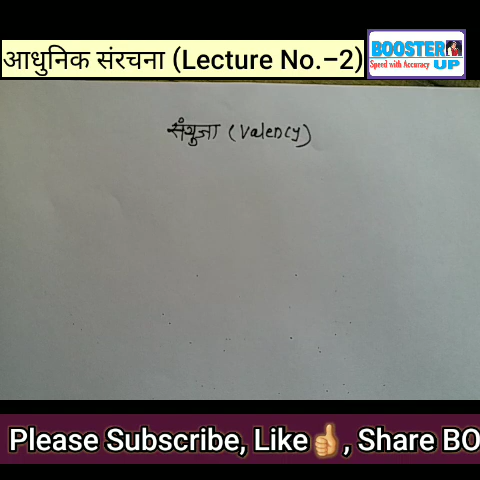 आधुनिक संरचना (Lecture No.–2)
BOOSTER
Speed with Accuracy UP
संयुजा (Valency)
Please Subscribe, Like👍, Share BO